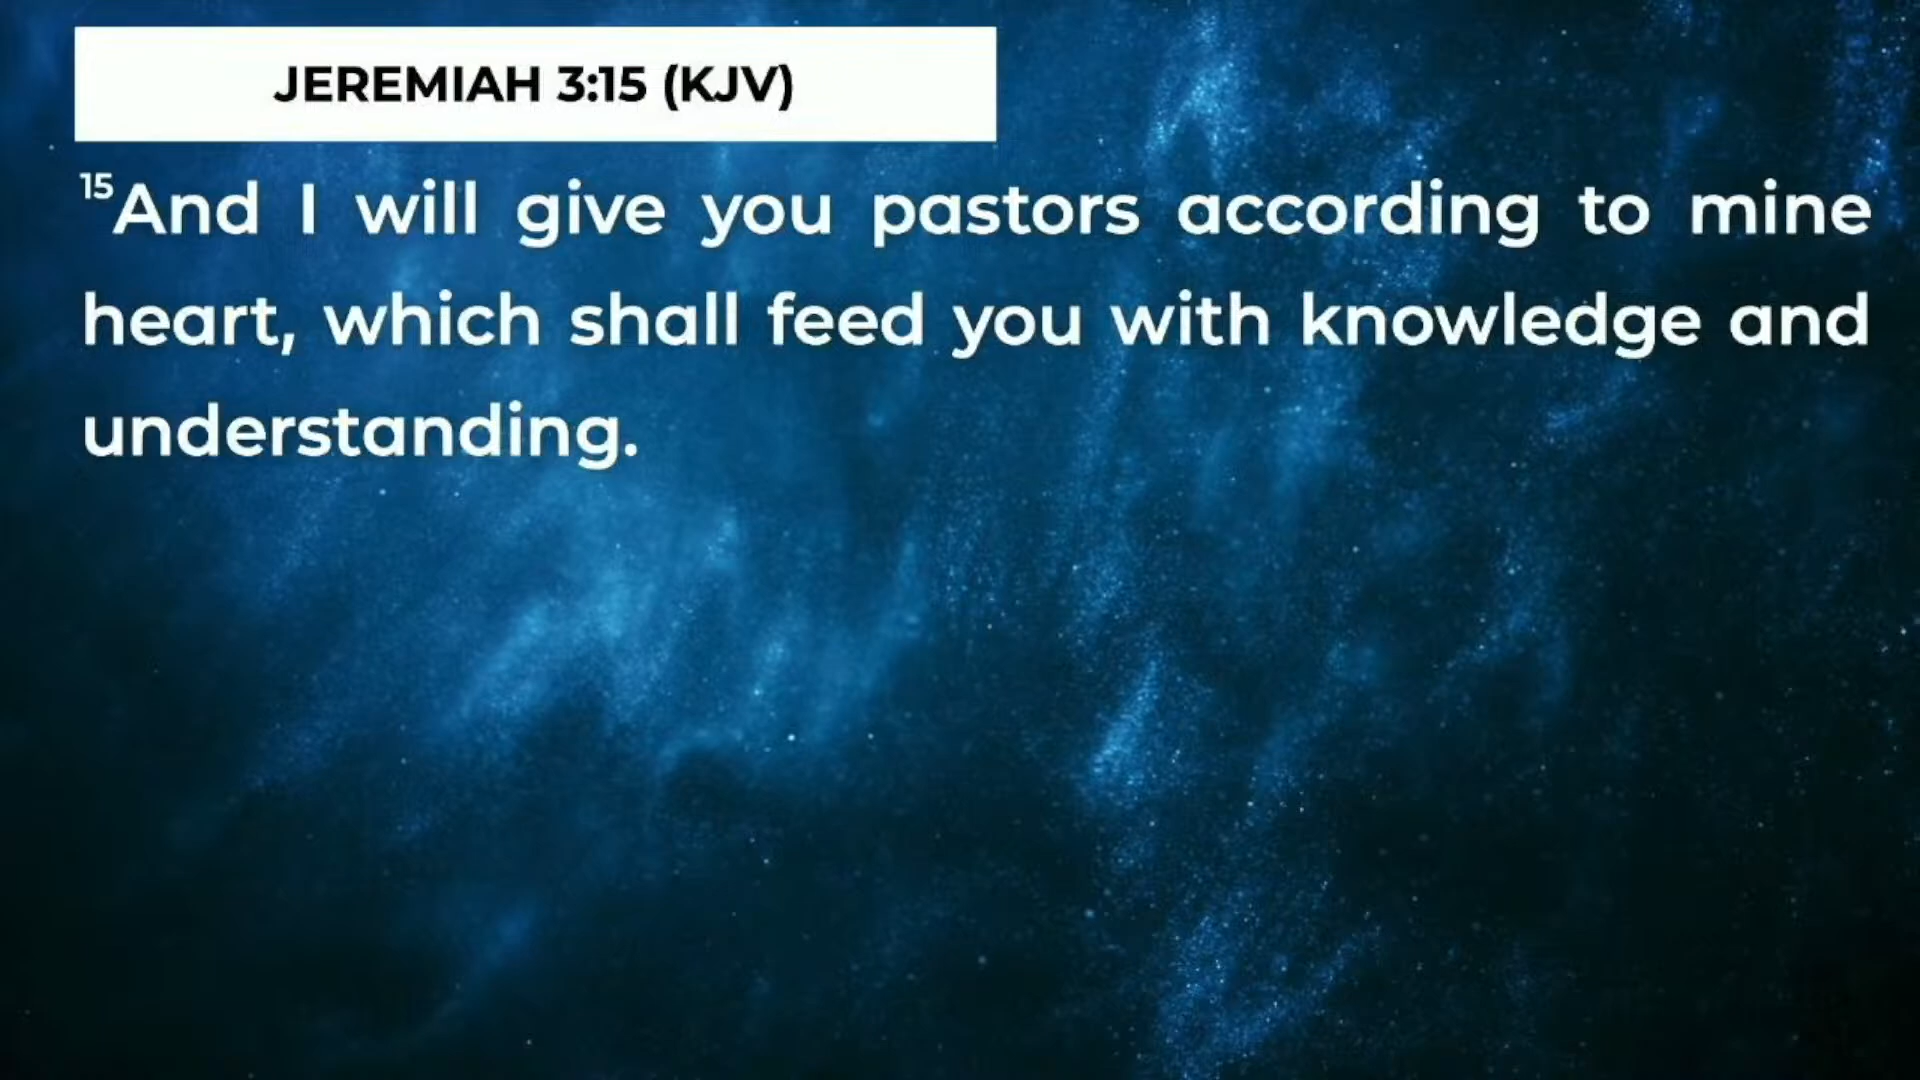 JEREMIAH 3:15 (KJV)
15And I will give you pastors according to mine
heart, which shall feed you with knowledge and
understanding.